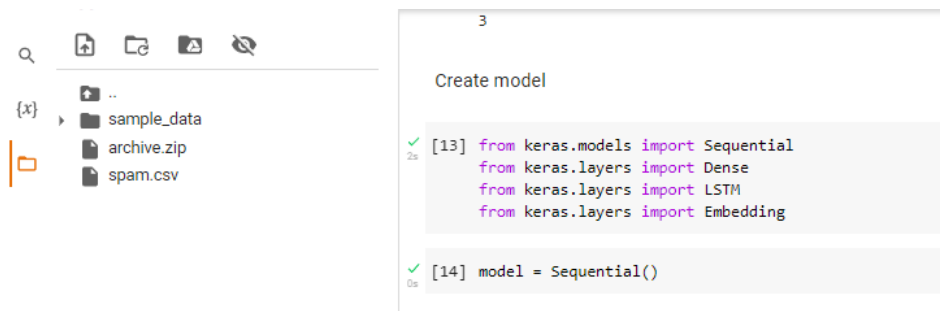 {x}
..
sample_data
archive.zip
spam.csv
3
Create model
[13] from keras.models import Sequential
2s
from keras.layers import Dense
from keras.layers import LSTM
from keras.layers import Embedding
[14] model = Sequential()
0s